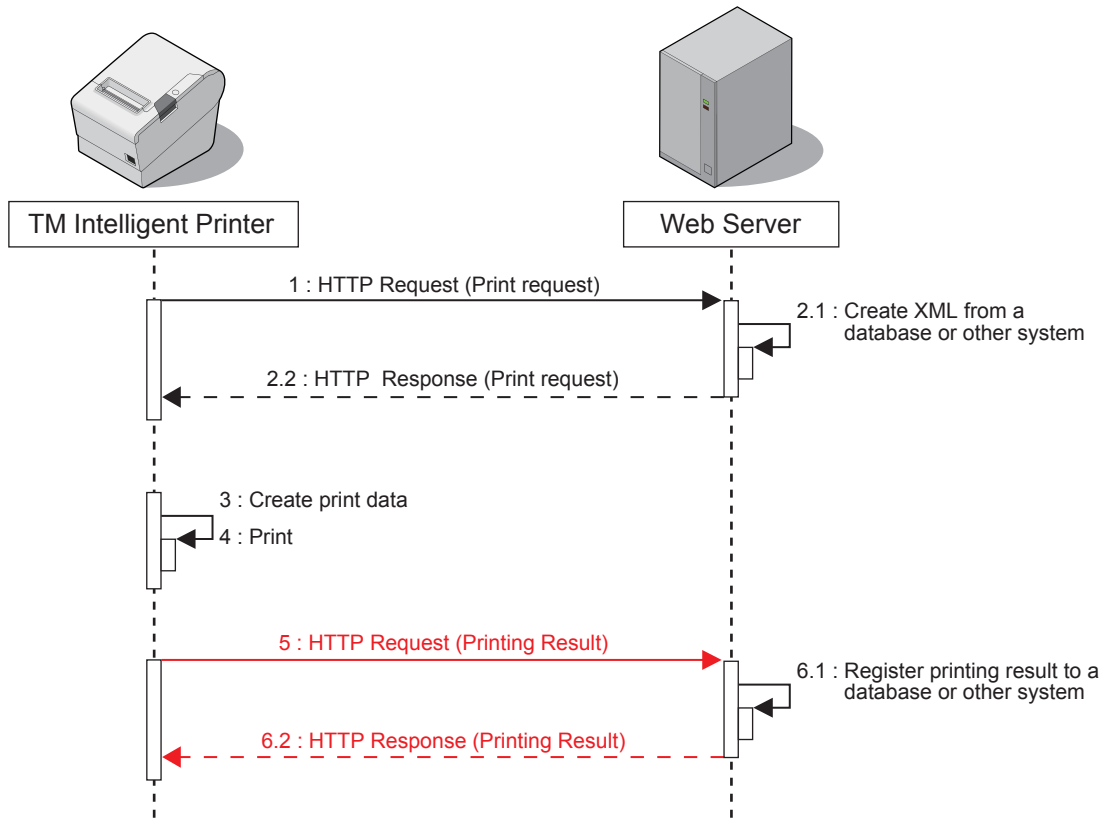 TM Intelligent Printer
Web Server
1 : HTTP Request (Print request)
2.1 : Create XML from a
database or other system
2.2 : HTTP  Response (Print request)
3 : Create print data
4 : Print
5 : HTTP Request (Printing Result)
6.1 : Register printing result to a
database or other system
6.2 : HTTP Response (Printing Result)